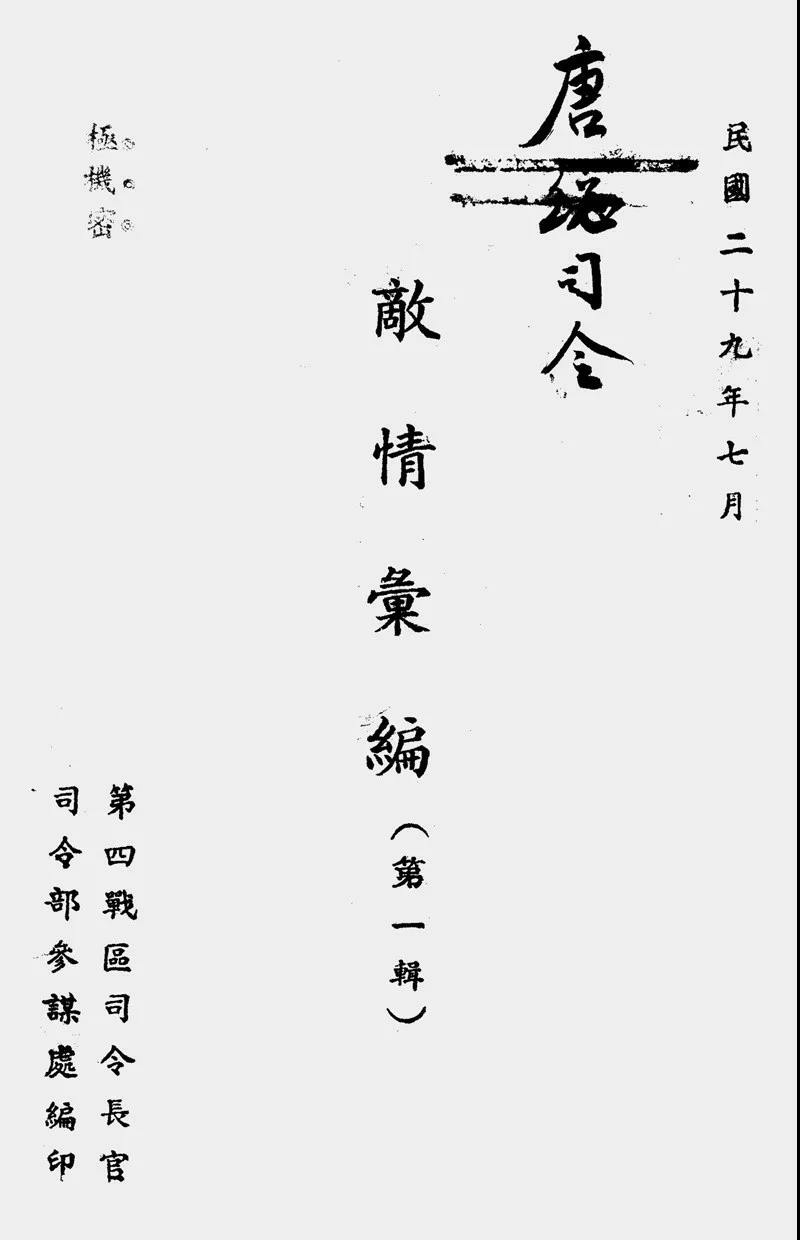 民國二十九年七月
唐司令
敵情彙編（第一輯）
極機密
第四戰區司令長官
司令部參謀處編印